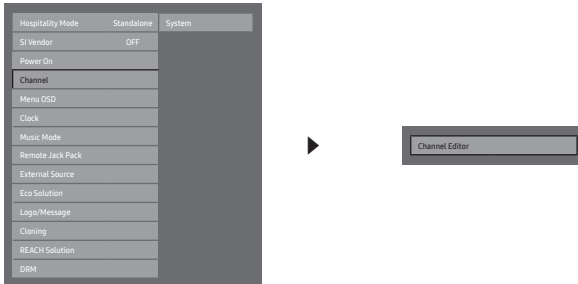 Hospitality Mode Standalone System
SI Vendor OFF
Power On
Channel
Menu OSD
Clock
Music Mode
Remote Jack Pack
External Source
Eco Solution
Logo/Message
Cloning
REACH Solution
DRM
Channel Editor